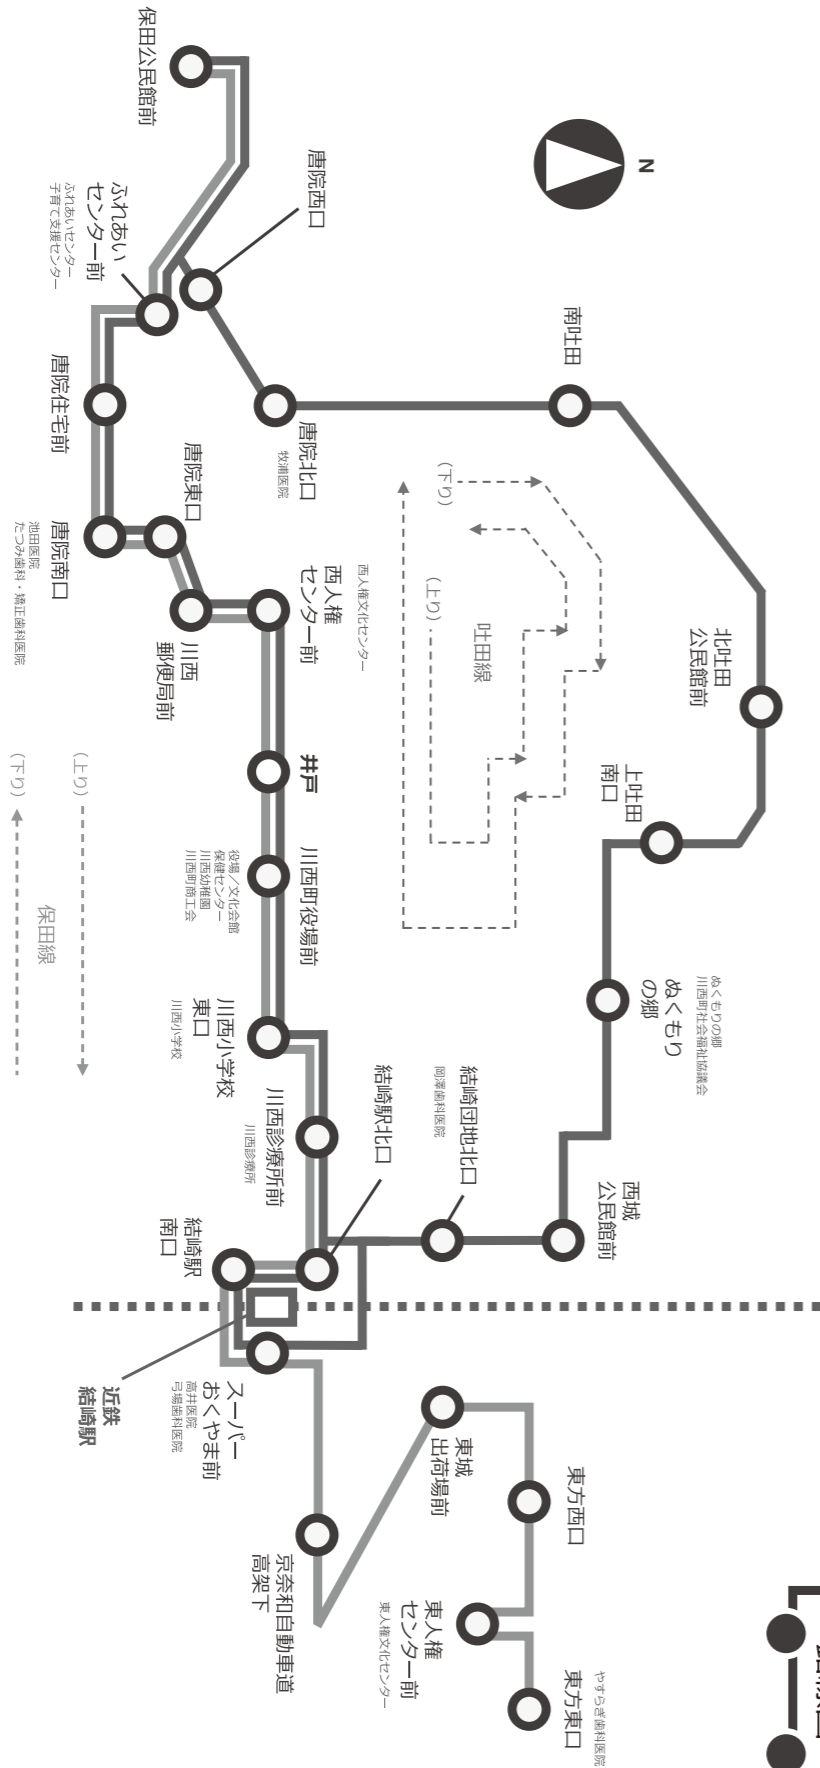 N
保田公民館前
唐院西口
ふれあい
センター前
ふれあいセンター
子育て支援センター
唐院住宅前
唐院南口
池田医院
たつみ歯科・矯正歯科医院
唐院東口
川西
郵便局前
唐院北口
牧浦医院
南吐田
西人権
センター前
西人権文化センター
井戸
川西町役場前
役場／文化会館
保健センター
川西幼稚園
川西町商工会
川西小学校
東口
川西小学校
川西診療所前
川西診療所
結崎駅北口
結崎団地北口
岡澤歯科医院
西城
公民館前
ぬくもり
の郷
ぬくもりの郷
川西町社会福祉協議会
上吐田
南口
北吐田
公民館前
(下り)
(上り)
吐田線
(上り)
(下り)
保田線
結崎駅
南口
近鉄
結崎駅
スーパー
おくやま前
高井医院
弓場歯科医院
京奈和自動車道
高架下
東城
出荷場前
東方西口
東人権
センター前
東人権文化センター
東方東口
やすらぎ歯科医院